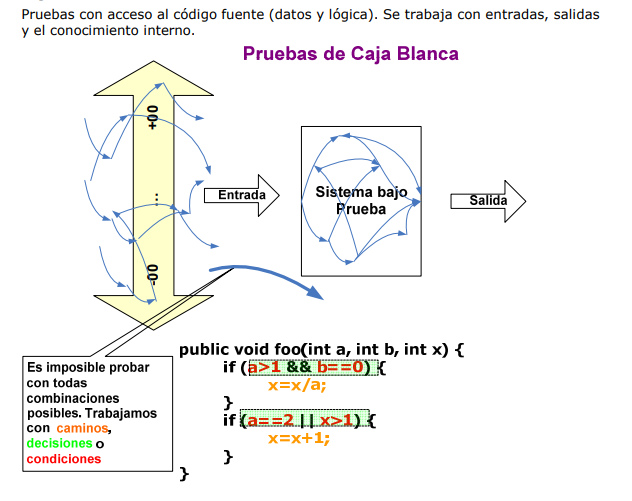 Pruebas con acceso al código fuente (datos y lógica). Se trabaja con entradas, salidas
y el conocimiento interno.
Pruebas de Caja Blanca
+00
...
-00
Entrada
Sistema bajo
Prueba
Salida
Es imposible probar
con todas
combinaciones
posibles. Trabajamos
con caminos,
decisiones o
condiciones
public void foo(int a, int b, int x) {
if (a>1 && b==0) {
x=x/a;
}
if (a==2 || x>1) {
x=x+1;
}
}